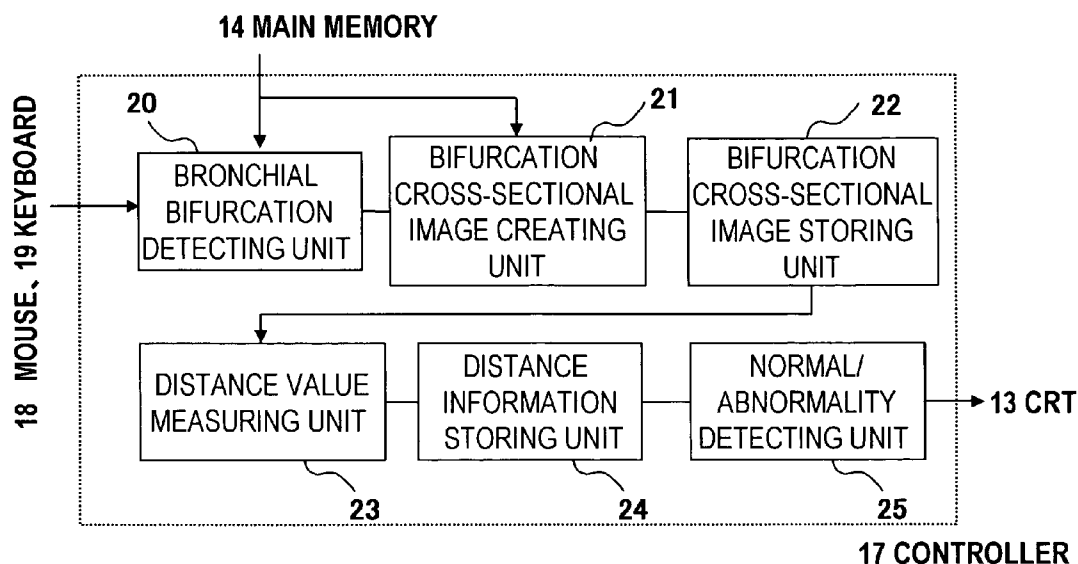 14 MAIN MEMORY
18 MOUSE、19 KEYBOARD
20
21
22
BRONCHIAL
BIFURCATION
DETECTING UNIT
BIFURCATION
CROSS-SECTIONAL
IMAGE CREATING
UNIT
BIFURCATION
CROSS-SECTIONAL
IMAGE STORING
UNIT
DISTANCE VALUE
MEASURING UNIT
DISTANCE
INFORMATION
STORING UNIT
NORMAL/
ABNORMALITY
DETECTING UNIT
13 CRT
23
24
25
17 CONTROLLER